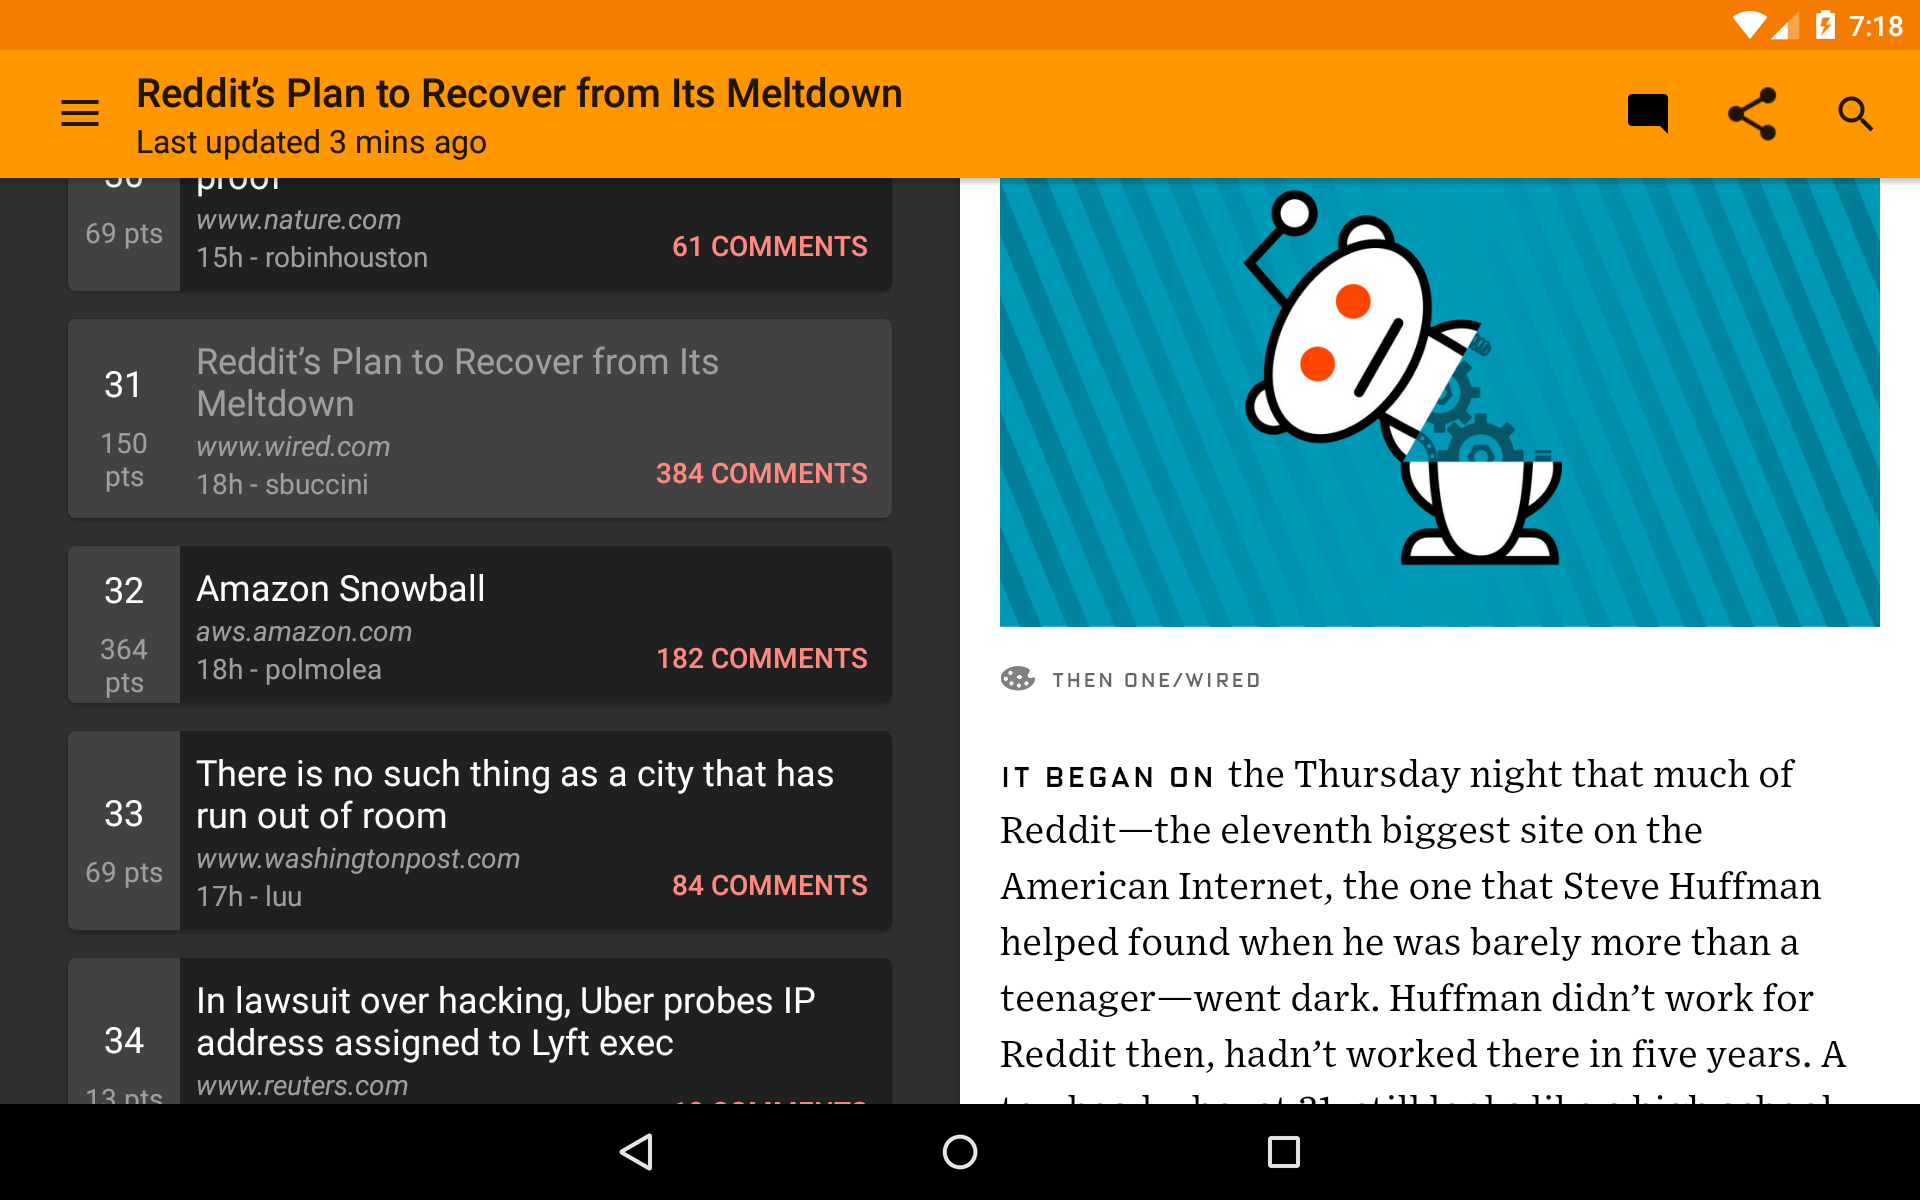 7:18
Reddit’s Plan to Recover from Its Meltdown
Last updated 3 mins ago
30
proof
69 pts
www.nature.com
15h - robinhouston
61 COMMENTS
31
150
pts
Reddit’s Plan to Recover from Its
Meltdown
www.wired.com
18h - sbuccini
384 COMMENTS
32
364
pts
Amazon Snowball
aws.amazon.com
18h - polmolea
182 COMMENTS
33
69 pts
There is no such thing as a city that has
run out of room
www.washingtonpost.com
17h - luu
84 COMMENTS
34
13 pts
In lawsuit over hacking, Uber probes IP
address assigned to Lyft exec
www.reuters.com
COMMENTS
THEN ONE/WIRED
IT BEGAN ON the Thursday night that much of
Reddit—the eleventh biggest site on the
American Internet, the one that Steve Huffman
helped found when he was barely more than a
teenager—went dark. Huffman didn’t work for
Reddit then, hadn’t worked there in five years. A